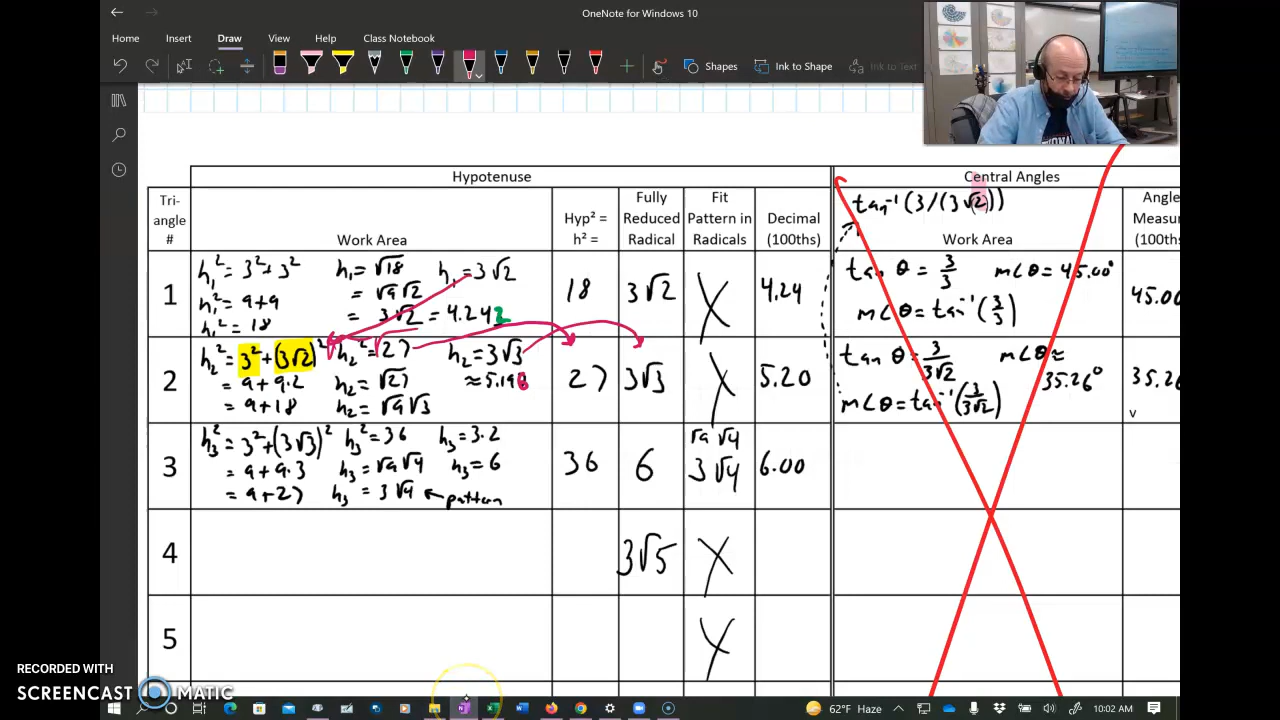 OneNote for Windows 10
Home Insert Draw View Help Class Notebook
Shapes Ink to Shape Ink to Text
Hypotenuse
Central Angles
Tri-
angle
#
Work Area
Hyp² =
h² =
Fully
Reduced
Radical
Fit
Pattern in
Radicals
Decimal
(100ths)
tan⁻¹(3/(3√2))
Work Area
Angle
Measu
(100th
1
h₁² = 3² + 3²
h₁² = 9 + 9
h₁² = 18
h₁ = √18
= √9 √2
= 3√2 = 4.242
h₁ = 3√2
18
3√2
X
4.24
tan θ = 3/3
m∠θ = tan⁻¹(3/3)
m∠θ = 45.00°
45.00
2
h₂² = 3² + (3√2)²
= 9 + 9·2
= 9 + 18
h₂² = 27
h₂ = √27
h₂ = √9 √3
h₂ = 3√3
≈ 5.196
27
3√3
X
5.20
tan θ = 3/3√2
m∠θ = tan⁻¹(3/3√2)
m∠θ ≈
35.26°
35.26
v
3
h₃² = 3² + (3√3)²
= 9 + 9·3
= 9 + 27
h₃² = 36
h₃ = √9 √4
h₃ = 3√4 ← pattern
h₃ = 3·2
h₃ = 6
36
6
√9 √4
3√4
6.00
4
3√5
X
5
X
RECORDED WITH
SCREENCAST MATIC
62°F Haze
10:02 AM